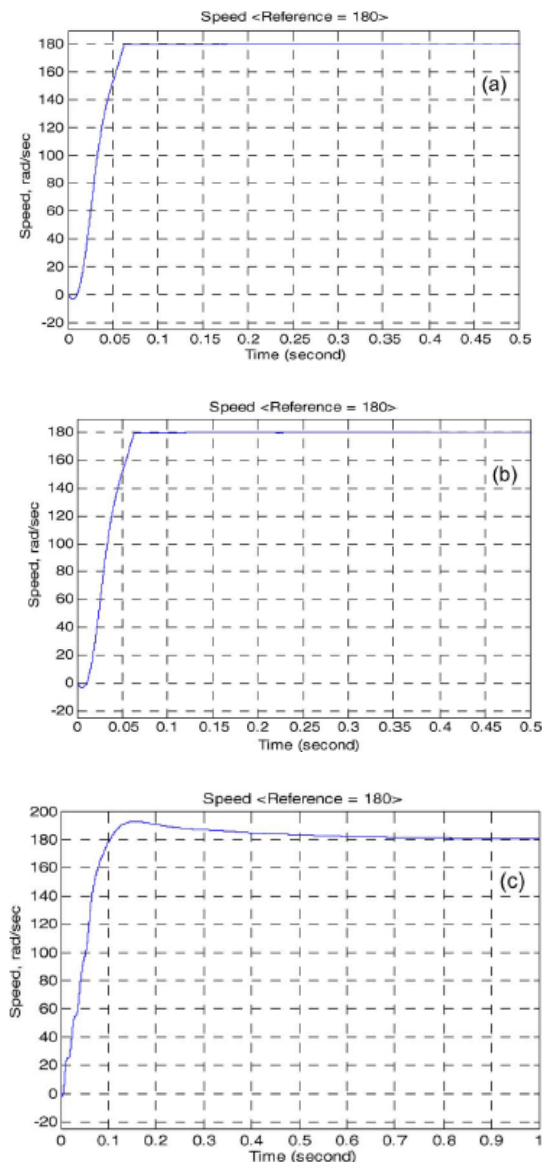 Speed <Reference = 180>
180
160
140
120
100
80
60
40
20
0
-20
Speed, rad/sec
(a)
0 0.05 0.1 0.15 0.2 0.25 0.3 0.35 0.4 0.45 0.5
Time (second)
Speed <Reference = 180>
180
160
140
120
100
80
60
40
20
0
-20
Speed, rad/sec
(b)
0 0.05 0.1 0.15 0.2 0.25 0.3 0.35 0.4 0.45 0.5
Time (second)
Speed <Reference = 180>
200
180
160
140
120
100
80
60
40
20
0
-20
Speed, rad/sec
(c)
0 0.1 0.2 0.3 0.4 0.5 0.6 0.7 0.8 0.9 1
Time (second)